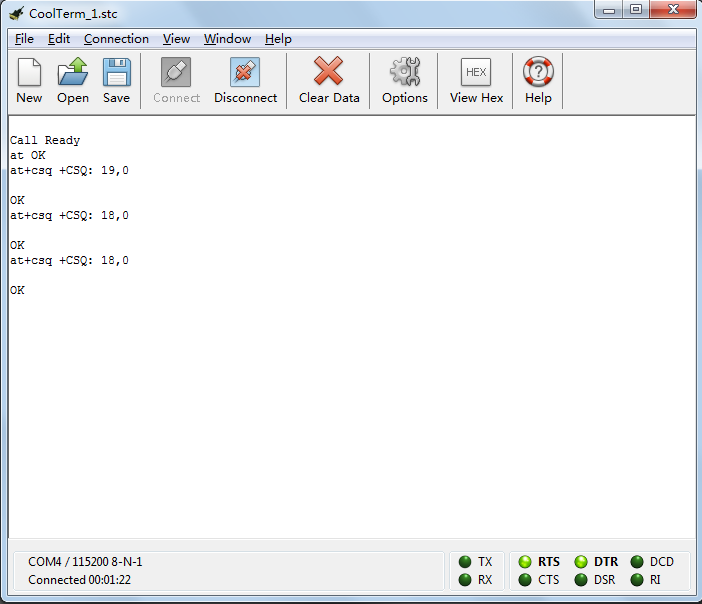 CoolTerm_1.stc
File Edit Connection View Window Help
New Open Save Connect Disconnect Clear Data Options HEX View Hex Help
Call Ready
at OK
at+csq +CSQ: 19,0
OK
at+csq +CSQ: 18,0
OK
at+csq +CSQ: 18,0
OK
COM4 / 115200 8-N-1 TX RTS DTR DCD
Connected 00:01:22 RX CTS DSR RI